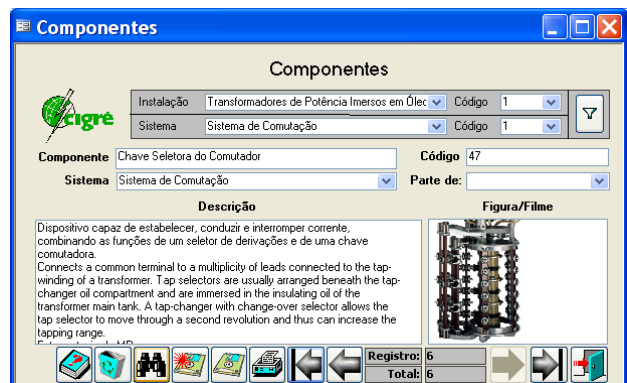 Componentes
Componentes
cigré
Instalação Transformadores de Potência Imersos em Óleo Código 1
Sistema Sistema de Comutação Código 1
Componente Chave Seletora do Comutador Código 47
Sistema Sistema de Comutação Parte de:
Descrição Figura/Filme
Dispositivo capaz de estabelecer, conduzir e interromper corrente,
combinando as funções de um seletor de derivações e de uma chave
comutadora.
Connects a common terminal to a multiplicity of leads connected to the tap-
winding of a transformer. Tap selectors are usually arranged beneath the tap-
changer oil compartment and are immersed in the insulating oil of the
transformer main tank. A tap-changer with change-over selector allows the
tap selector to move through a second revolution and thus can increase the
tapping range.
Registro: 6
Total: 6